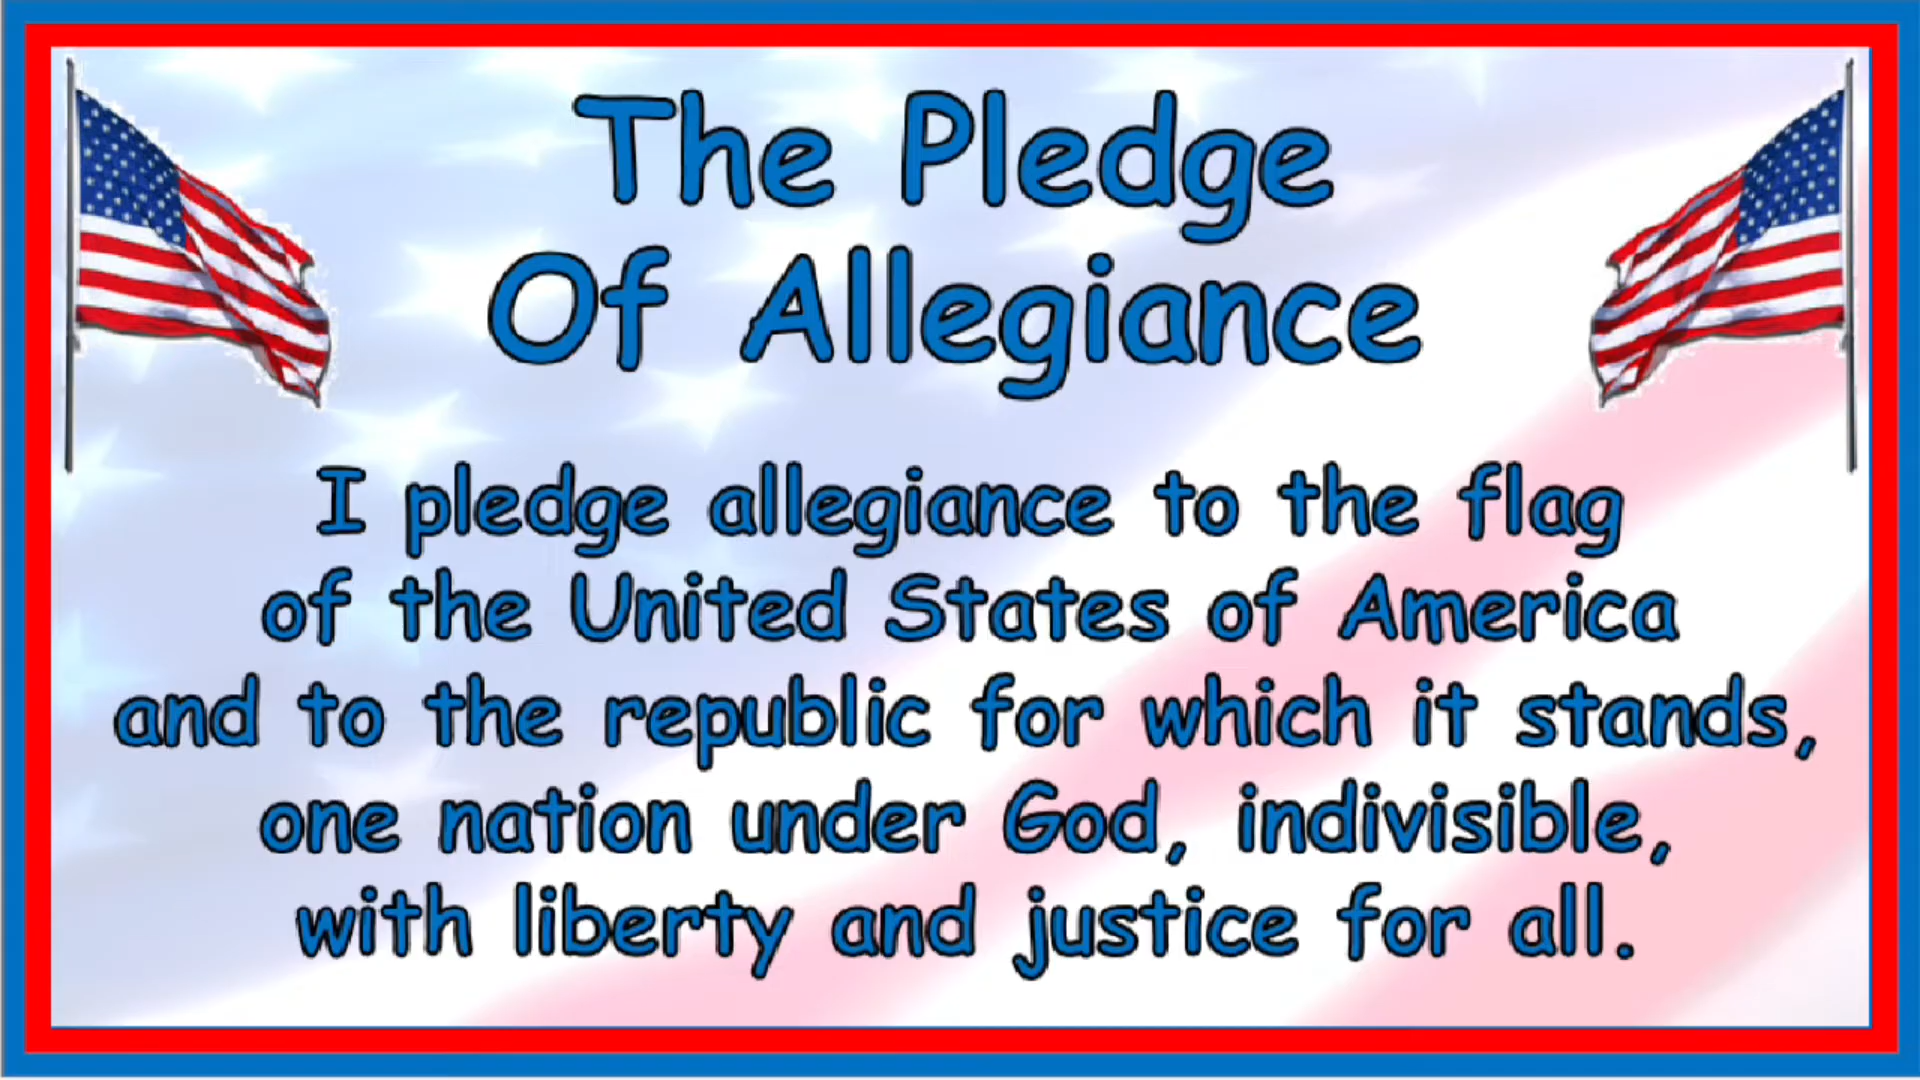 The Pledge
Of Allegiance
I pledge allegiance to the flag
of the United States of America
and to the republic for which it stands,
one nation under God, indivisible,
with liberty and justice for all.